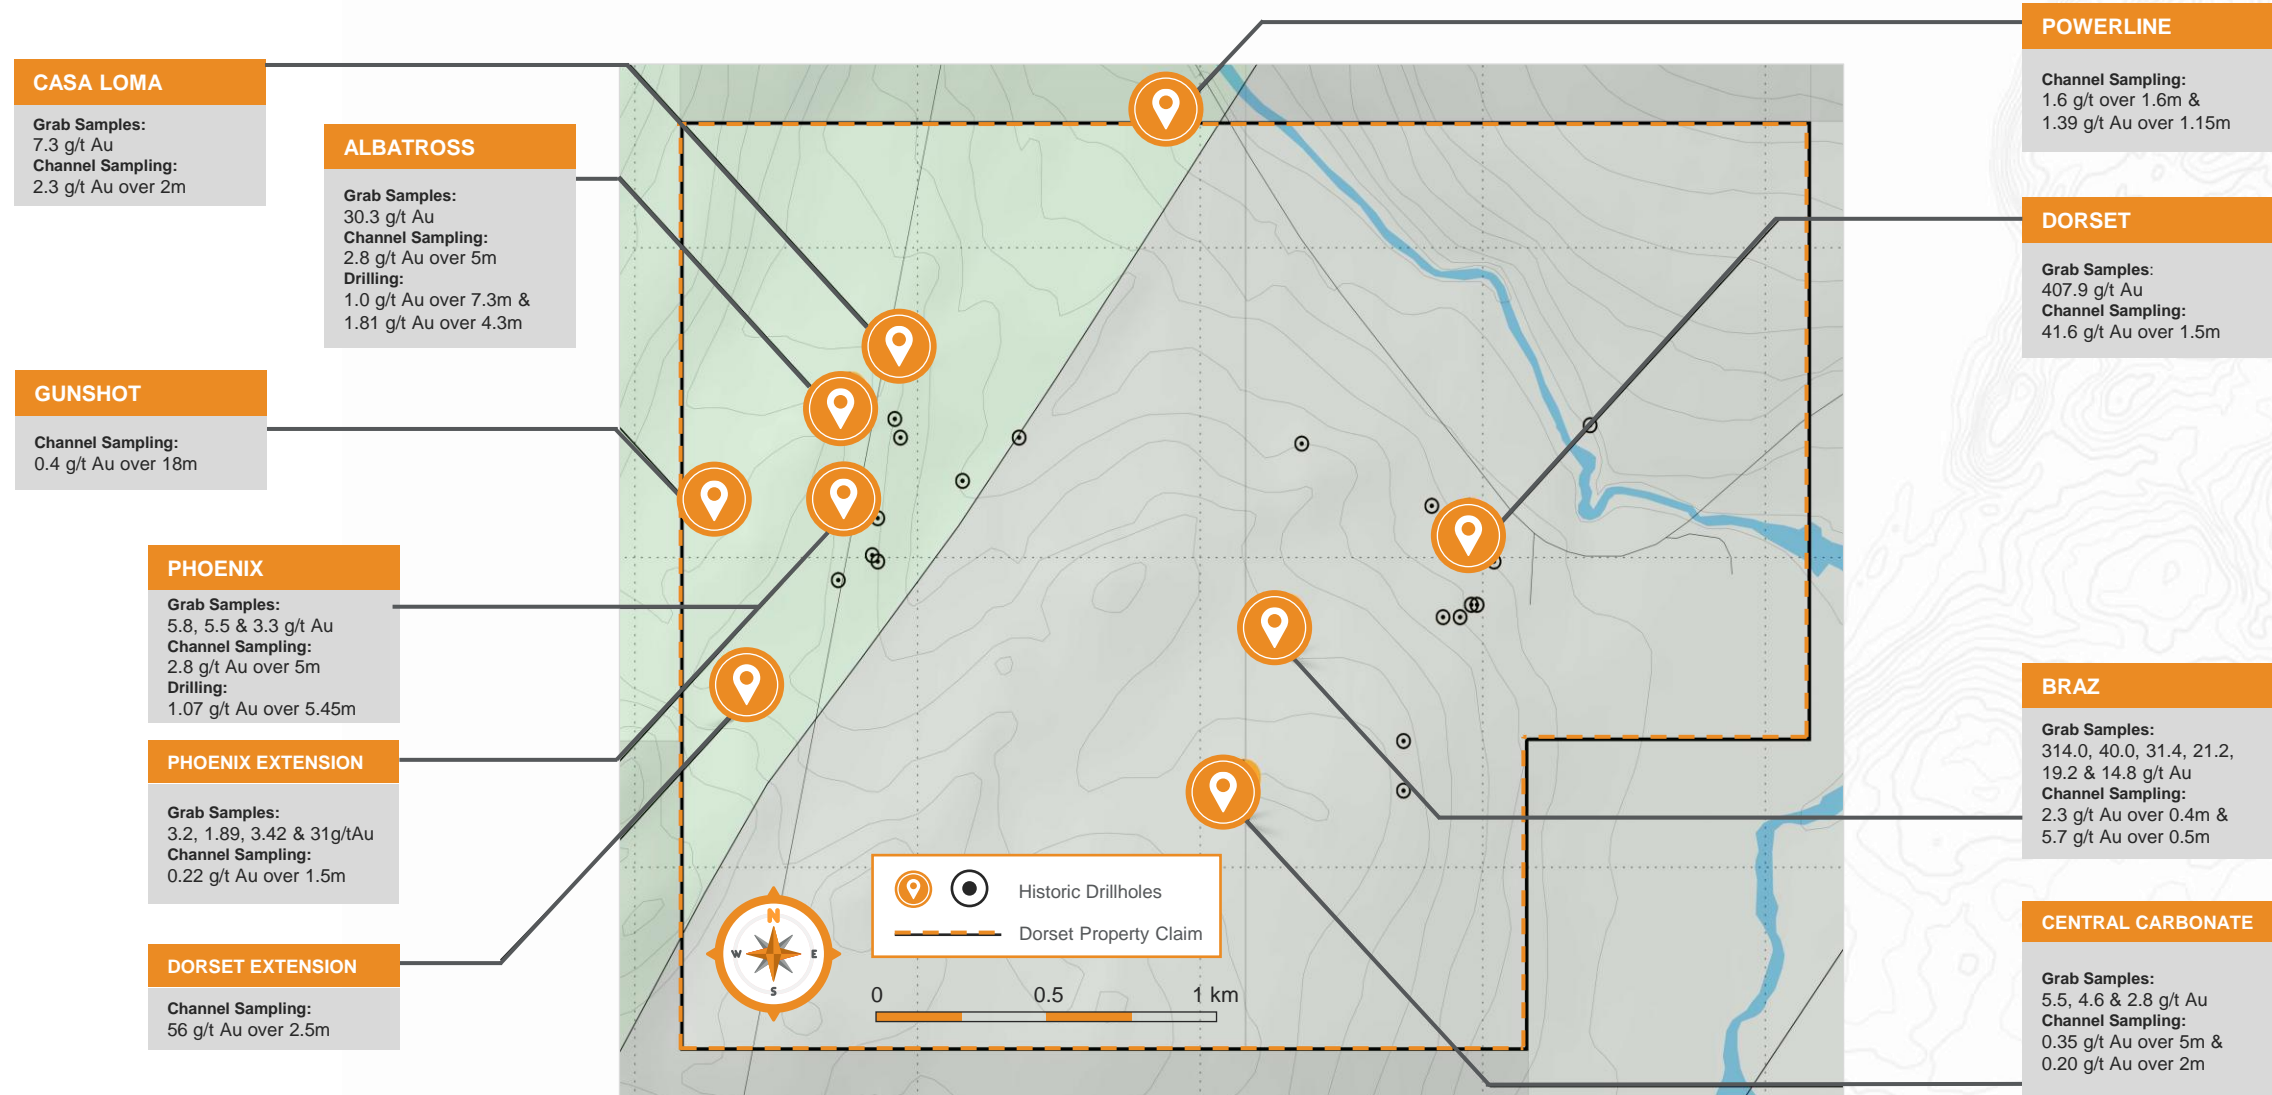 CASA LOMA
Grab Samples:
7.3 g/t Au
Channel Sampling:
2.3 g/t Au over 2m
ALBATROSS
Grab Samples:
30.3 g/t Au
Channel Sampling:
2.8 g/t Au over 5m
Drilling:
1.0 g/t Au over 7.3m &
1.81 g/t Au over 4.3m
GUNSHOT
Channel Sampling:
0.4 g/t Au over 18m
PHOENIX
Grab Samples:
5.8, 5.5 & 3.3 g/t Au
Channel Sampling:
2.8 g/t Au over 5m
Drilling:
1.07 g/t Au over 5.45m
PHOENIX EXTENSION
Grab Samples:
3.2, 1.89, 3.42 & 31g/tAu
Channel Sampling:
0.22 g/t Au over 1.5m
DORSET EXTENSION
Channel Sampling:
56 g/t Au over 2.5m
N
W E
S
Historic Drillholes
Dorset Property Claim
0 0.5 1 km
POWERLINE
Channel Sampling:
1.6 g/t over 1.6m &
1.39 g/t Au over 1.15m
DORSET
Grab Samples:
407.9 g/t Au
Channel Sampling:
41.6 g/t Au over 1.5m
BRAZ
Grab Samples:
314.0, 40.0, 31.4, 21.2,
19.2 & 14.8 g/t Au
Channel Sampling:
2.3 g/t Au over 0.4m &
5.7 g/t Au over 0.5m
CENTRAL CARBONATE
Grab Samples:
5.5, 4.6 & 2.8 g/t Au
Channel Sampling:
0.35 g/t Au over 5m &
0.20 g/t Au over 2m